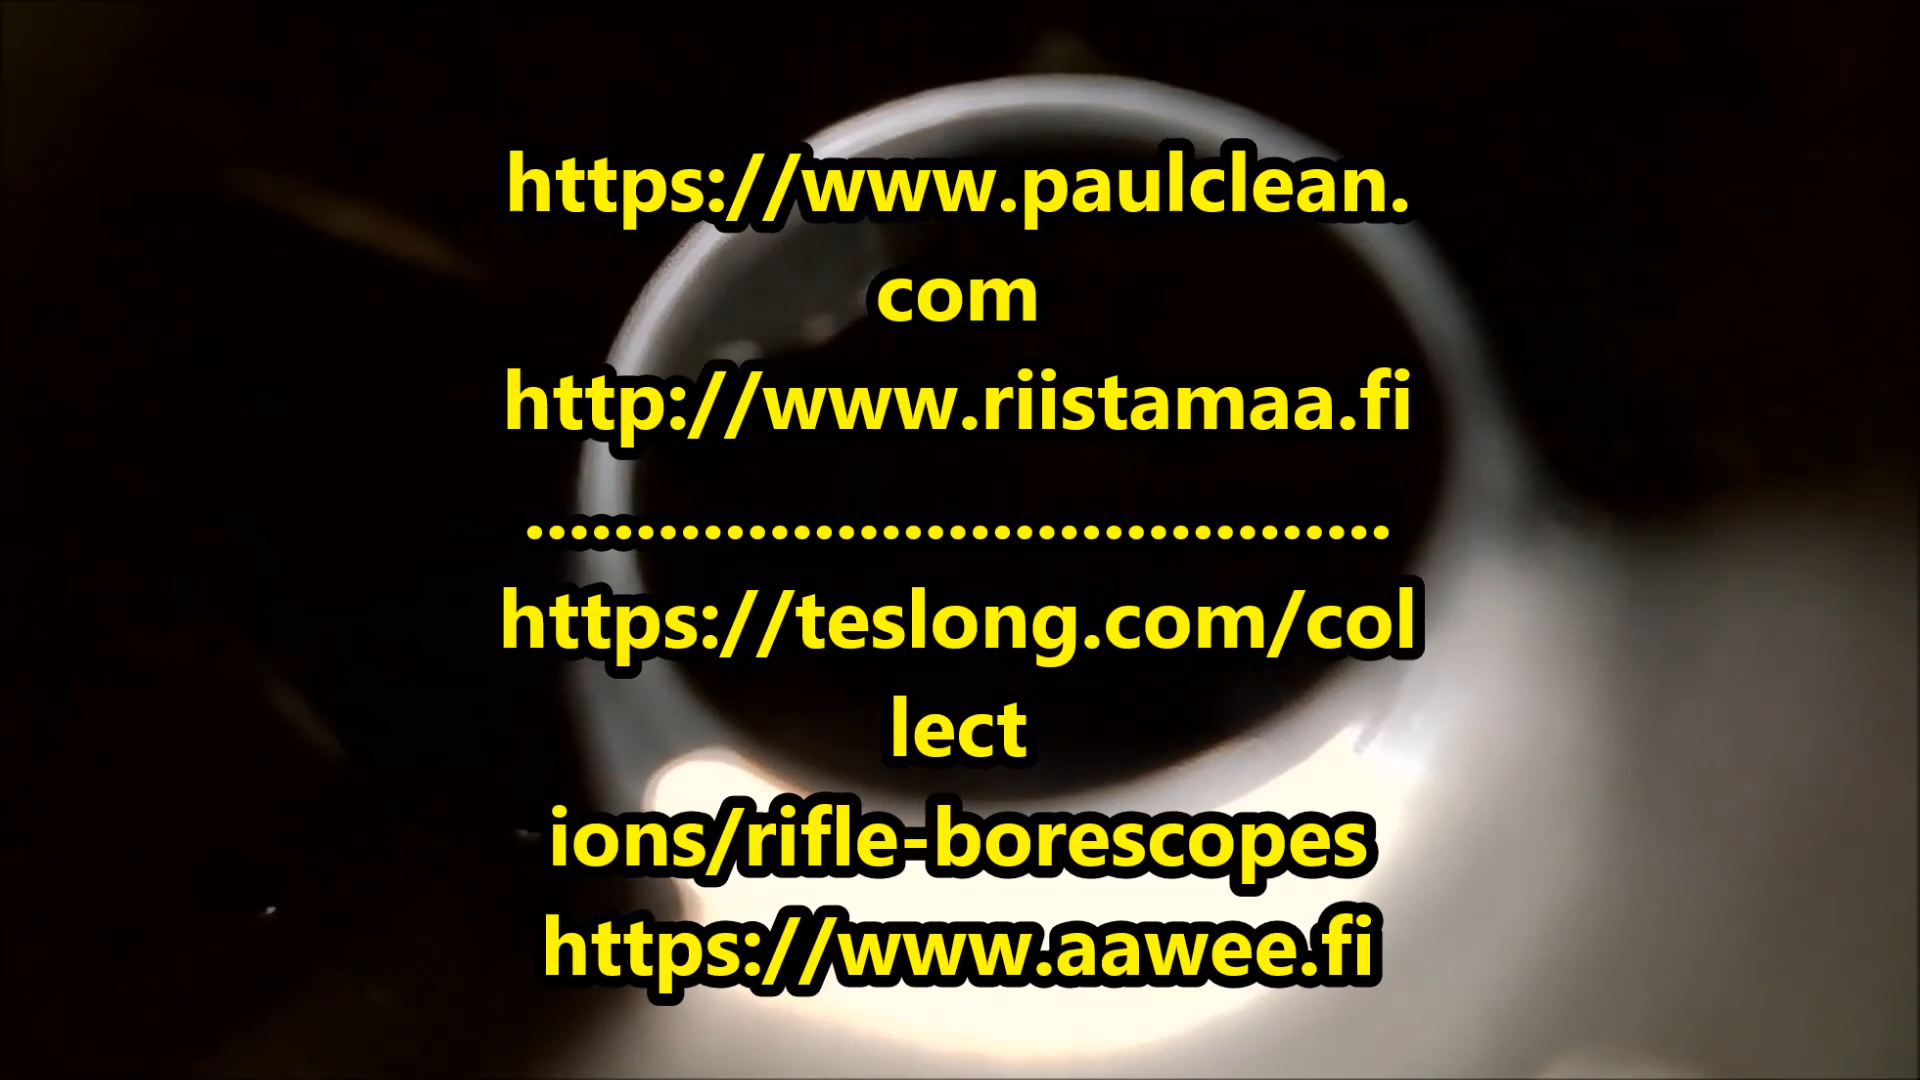 https://www.paulclean.
com
http://www.riistamaa.fi
.......................................
https://teslong.com/col
lect
ions/rifle-borescopes
https://www.aawee.fi